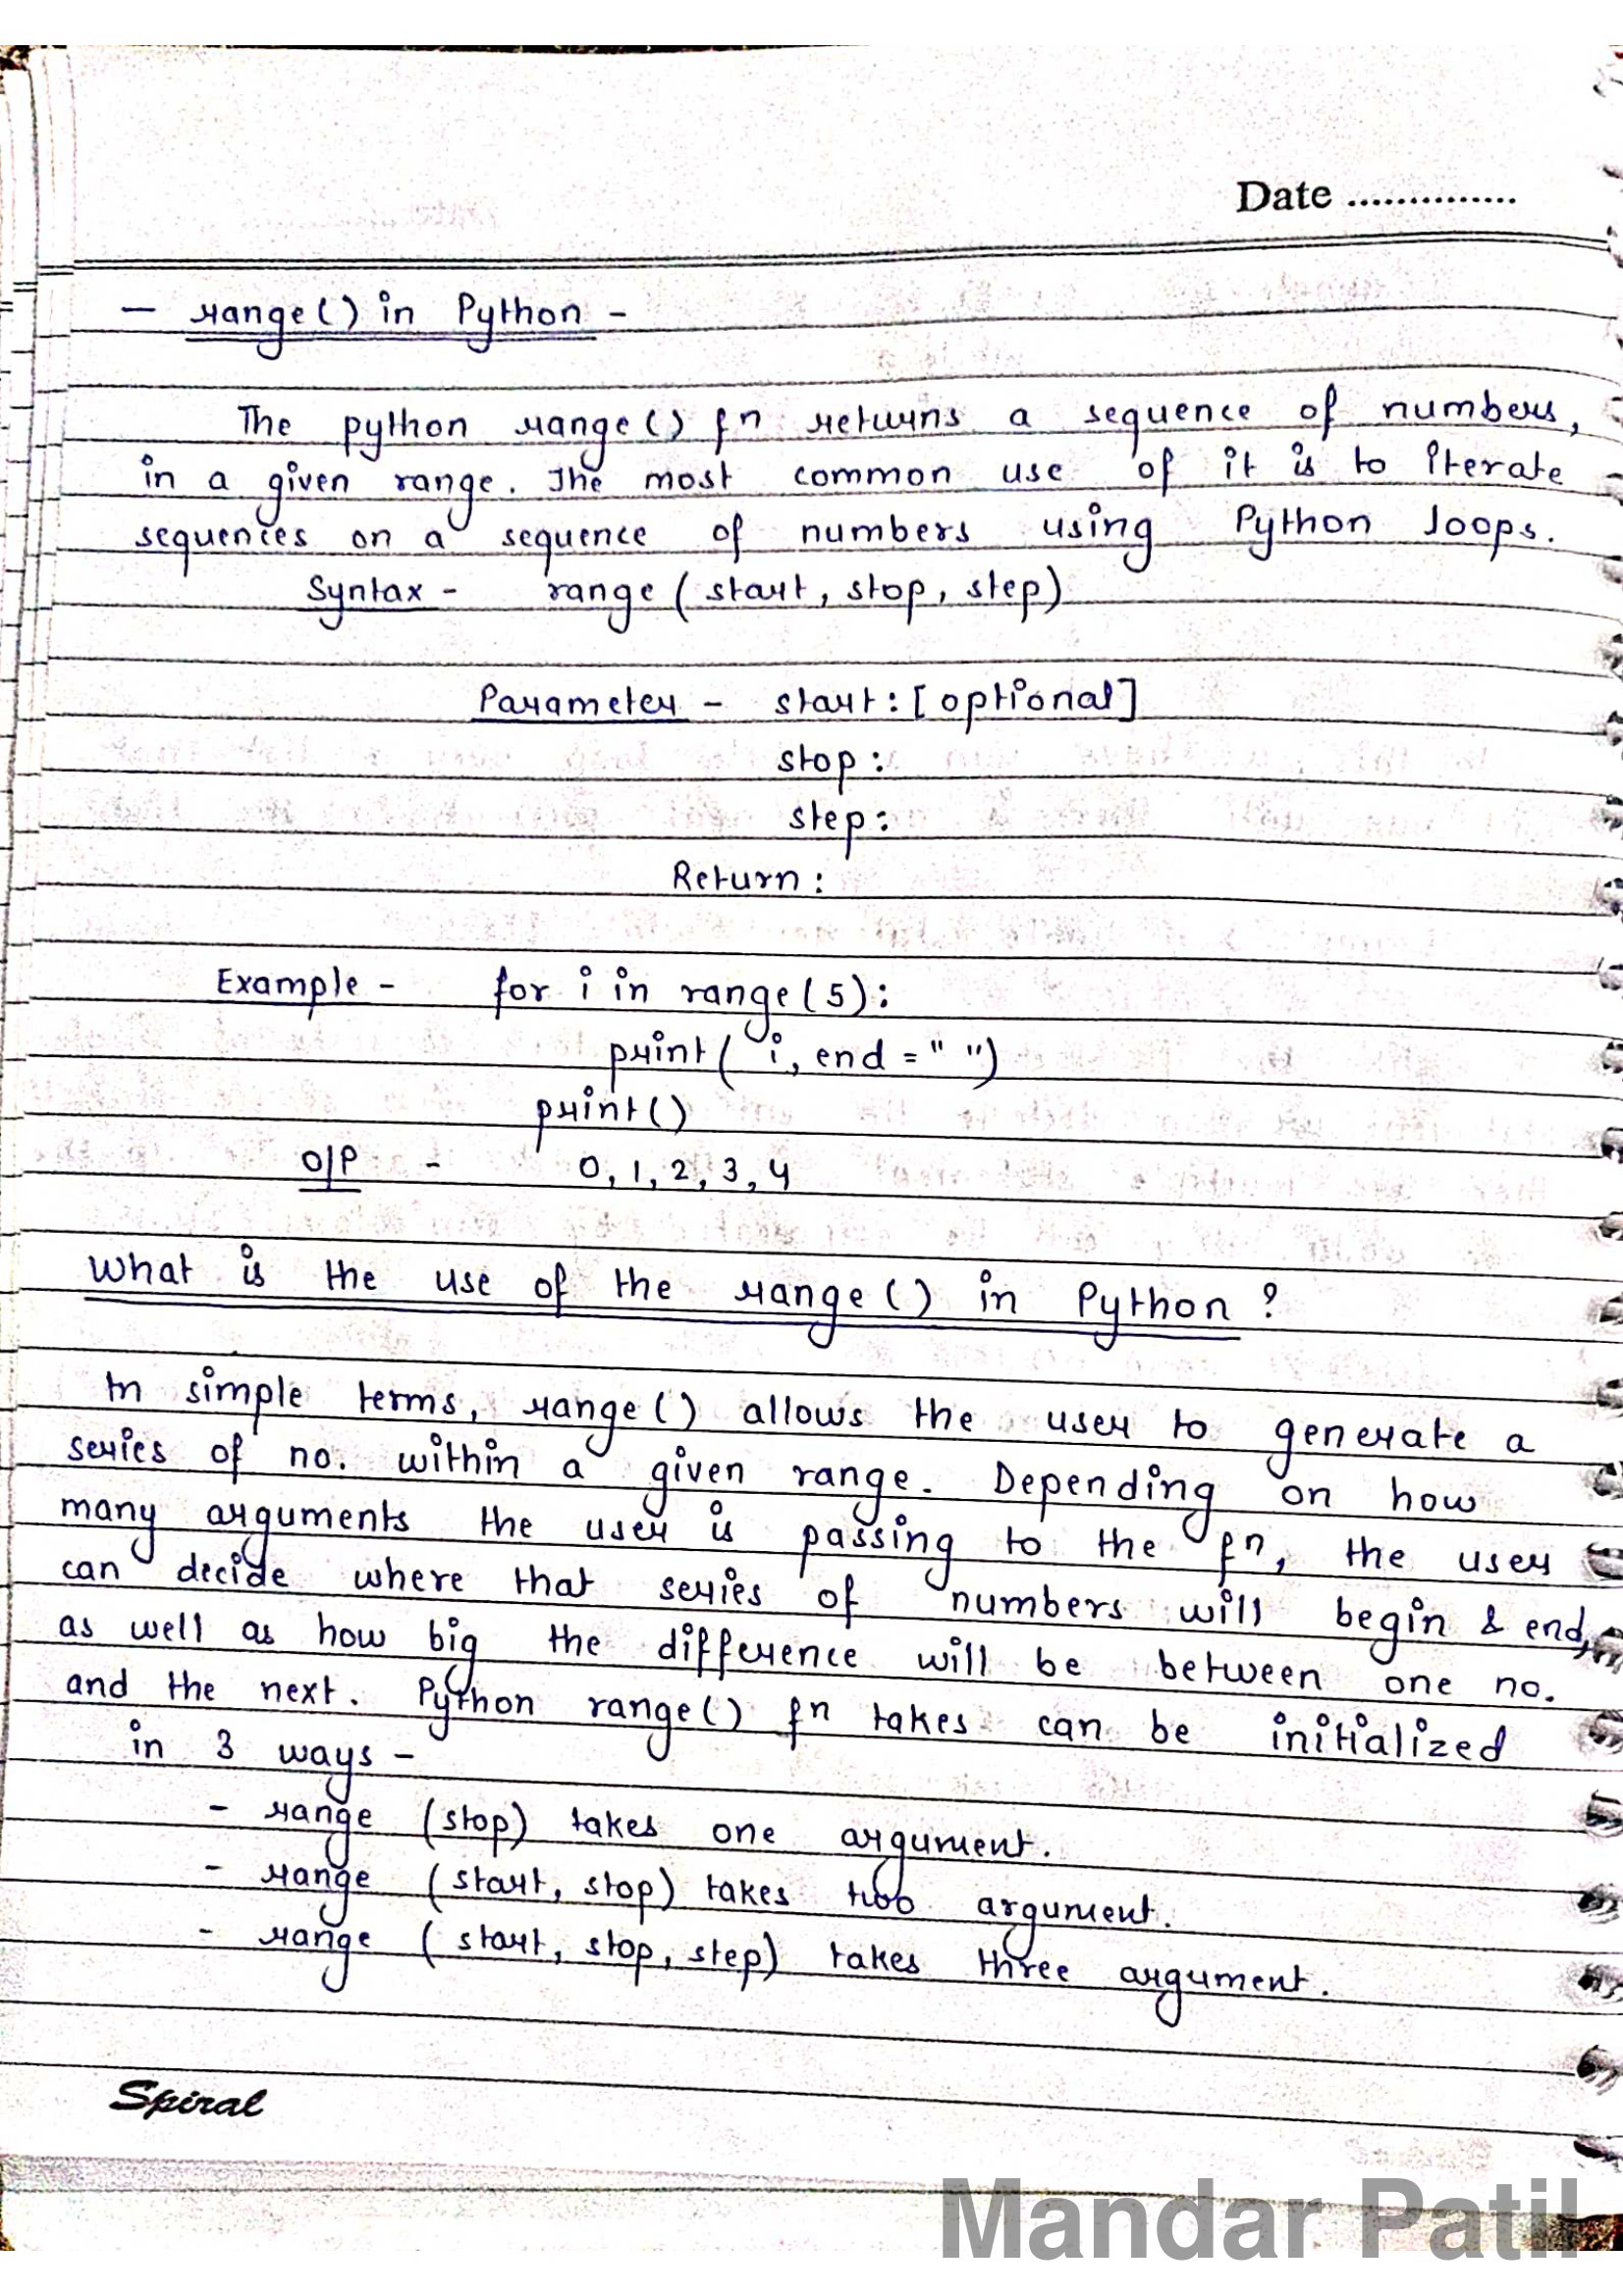 Date ...............
- range() in Python -
The python range() fn returns a sequence of numbers,
in a given range. The most common use of it is to iterate
sequences on a sequence of numbers using Python loops.
Syntax - range (start, stop, step)
Parameter - start: [optional]
stop:
step:
Return:
Example - for i in range(5):
print( i, end = " ")
print()
O/P - 0, 1, 2, 3, 4
What is the use of the range() in Python ?
In simple terms, range() allows the user to generate a
series of no. within a given range. Depending on how
many arguments the user is passing to the fn, the user
can decide where that series of numbers will begin & end,
as well as how big the difference will be between one no.
and the next. Python range() fn takes can be initialized
in 3 ways -
- range (stop) takes one argument.
- range (start, stop) takes two argument.
- range (start, stop, step) takes three argument.
Spiral
Mandar Patil